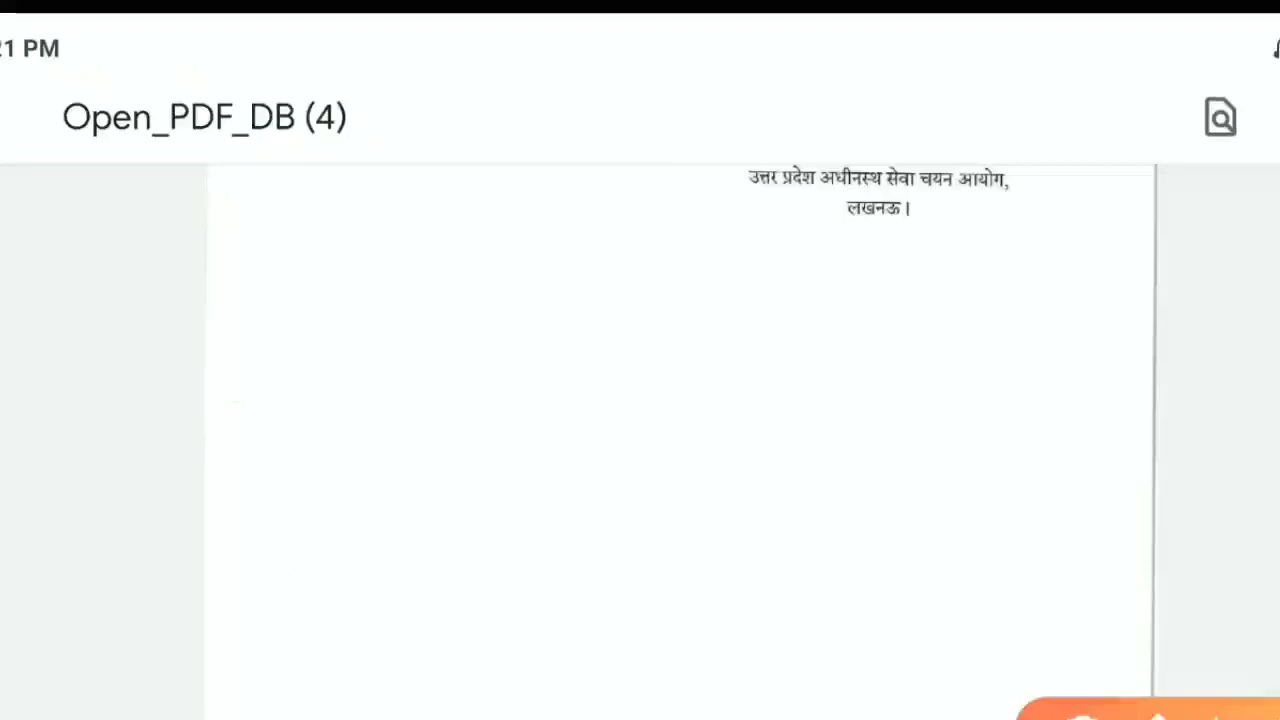 21 PM
Open_PDF_DB (4)
उत्तर प्रदेश अधीनस्थ सेवा चयन आयोग,
लखनऊ।